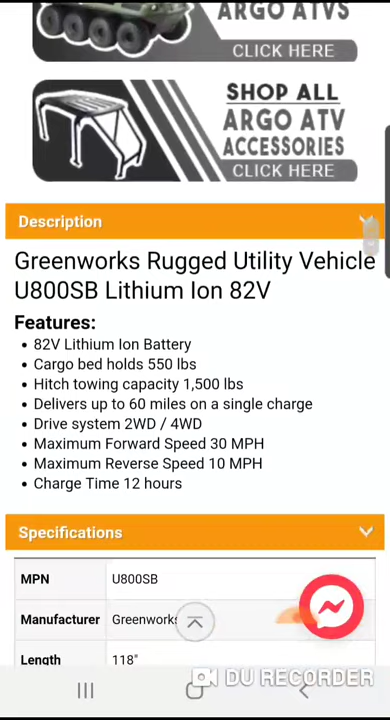 ARGO ATVS
CLICK HERE
SHOP ALL
ARGO ATV
ACCESSORIES
CLICK HERE
Description
Greenworks Rugged Utility Vehicle
U800SB Lithium Ion 82V
Features:
82V Lithium Ion Battery
Cargo bed holds 550 lbs
Hitch towing capacity 1,500 lbs
Delivers up to 60 miles on a single charge
Drive system 2WD / 4WD
Maximum Forward Speed 30 MPH
Maximum Reverse Speed 10 MPH
Charge Time 12 hours
Specifications
MPN U800SB
Manufacturer Greenworks
Length 118"
DU RECORDER